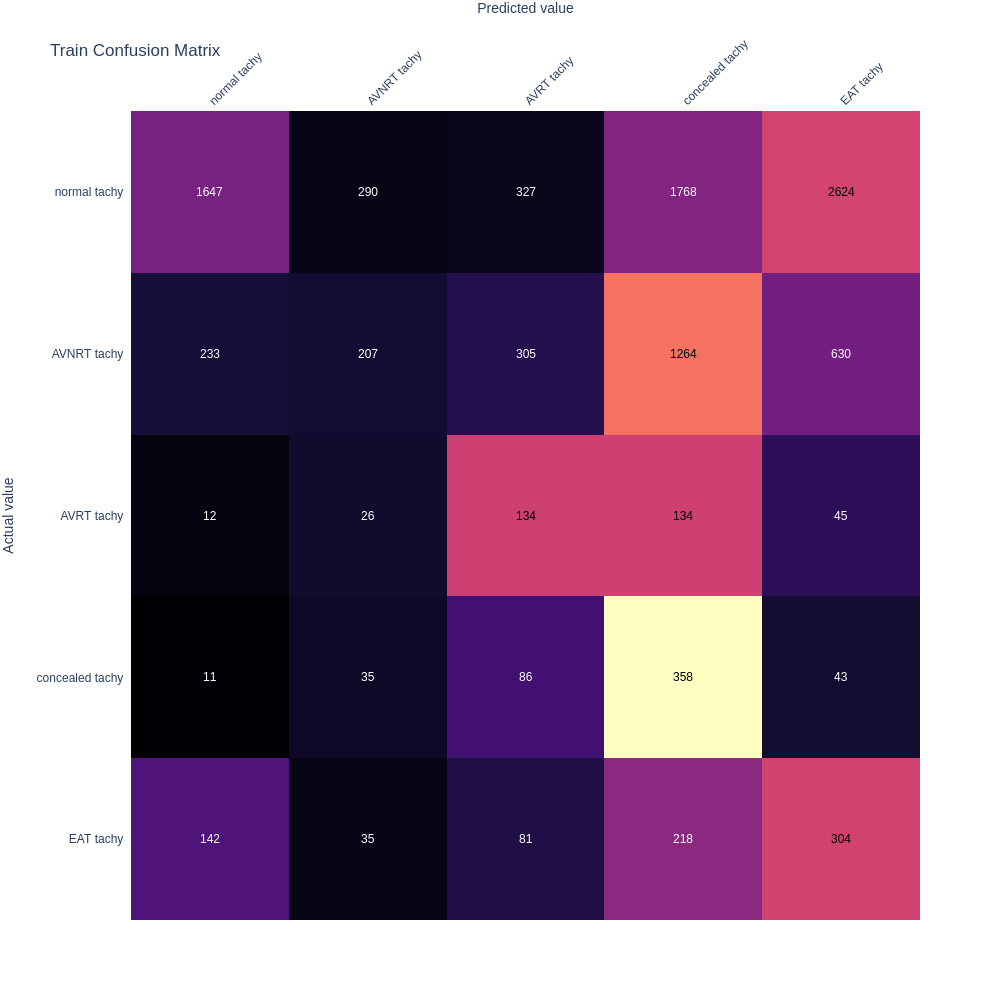 Predicted value
Train Confusion Matrix
normal tachy AVNRT tachy AVRT tachy concealed tachy EAT tachy
normal tachy 1647 290 327 1768 2624
AVNRT tachy 233 207 305 1264 630
Actual value
AVRT tachy 12 26 134 134 45
concealed tachy 11 35 86 358 43
EAT tachy 142 35 81 218 304